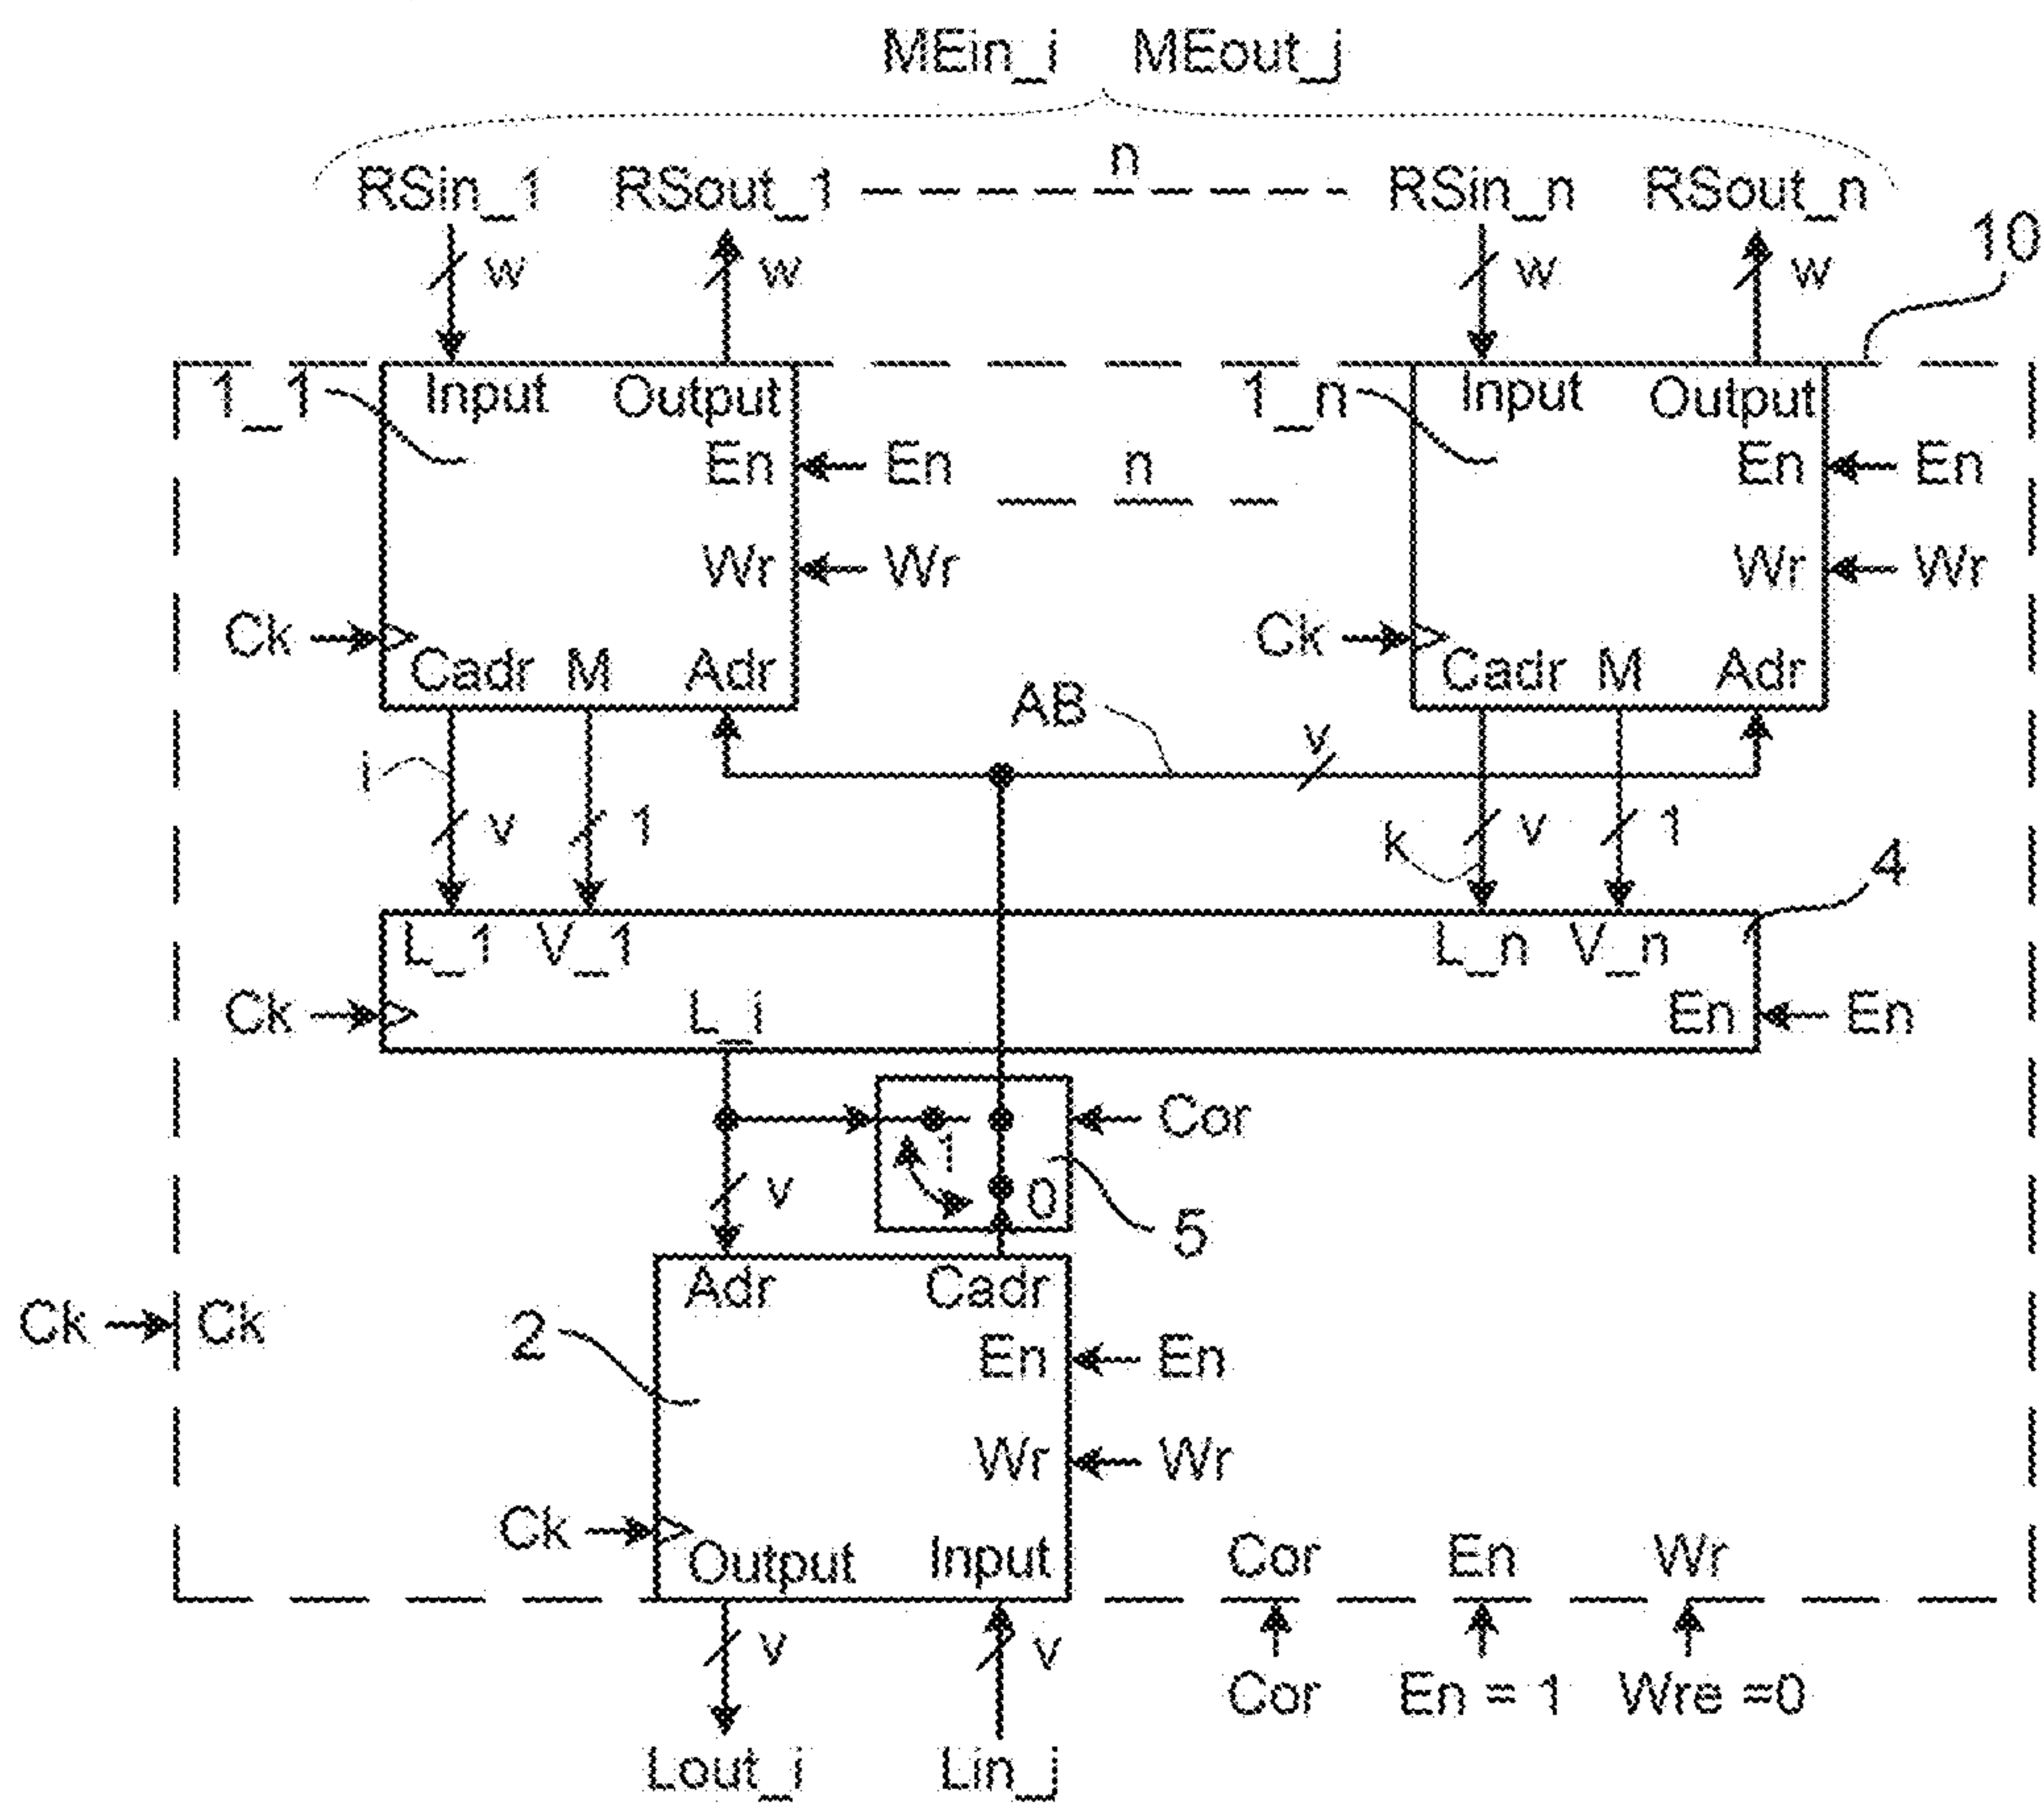 MEin_i MEout_j
n
RSin_1 RSout_1 RSin_n RSout_n
10
w w w w
1_1 Input Output 1_n Input Output
En En n En En
Wr Wr Wr Wr
Ck Ck
Cadr M Adr Cadr M Adr
AB
v
i
v 1 k v 1
4
L_1 V_1 L_n V_n
Ck L_i En En
Cor
1
v 0 5
Adr Cadr
Ck Ck 2
En En
Wr Wr
Ck
Output Input Cor En Wr
v v
Cor En = 1 Wre =0
Lout_i Lin_j